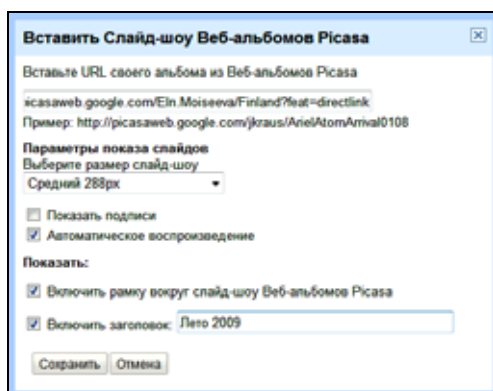 Вставить Слайд-шоу Веб-альбомов Picasa
Вставьте URL своего альбома из Веб-альбомов Picasa
icasaweb.google.com/Eln.Moiseeva/Finland?feat=directlink
Пример: http://picasaweb.google.com/jkraus/ArielAtomArrival0108
Параметры показа слайдов
Выберите размер слайд-шоу
Средний 288px
Показать подписи
Автоматическое воспроизведение
Показать:
Включить рамку вокруг слайд-шоу Веб-альбомов Picasa
Включить заголовок: Лето 2009
Сохранить Отмена